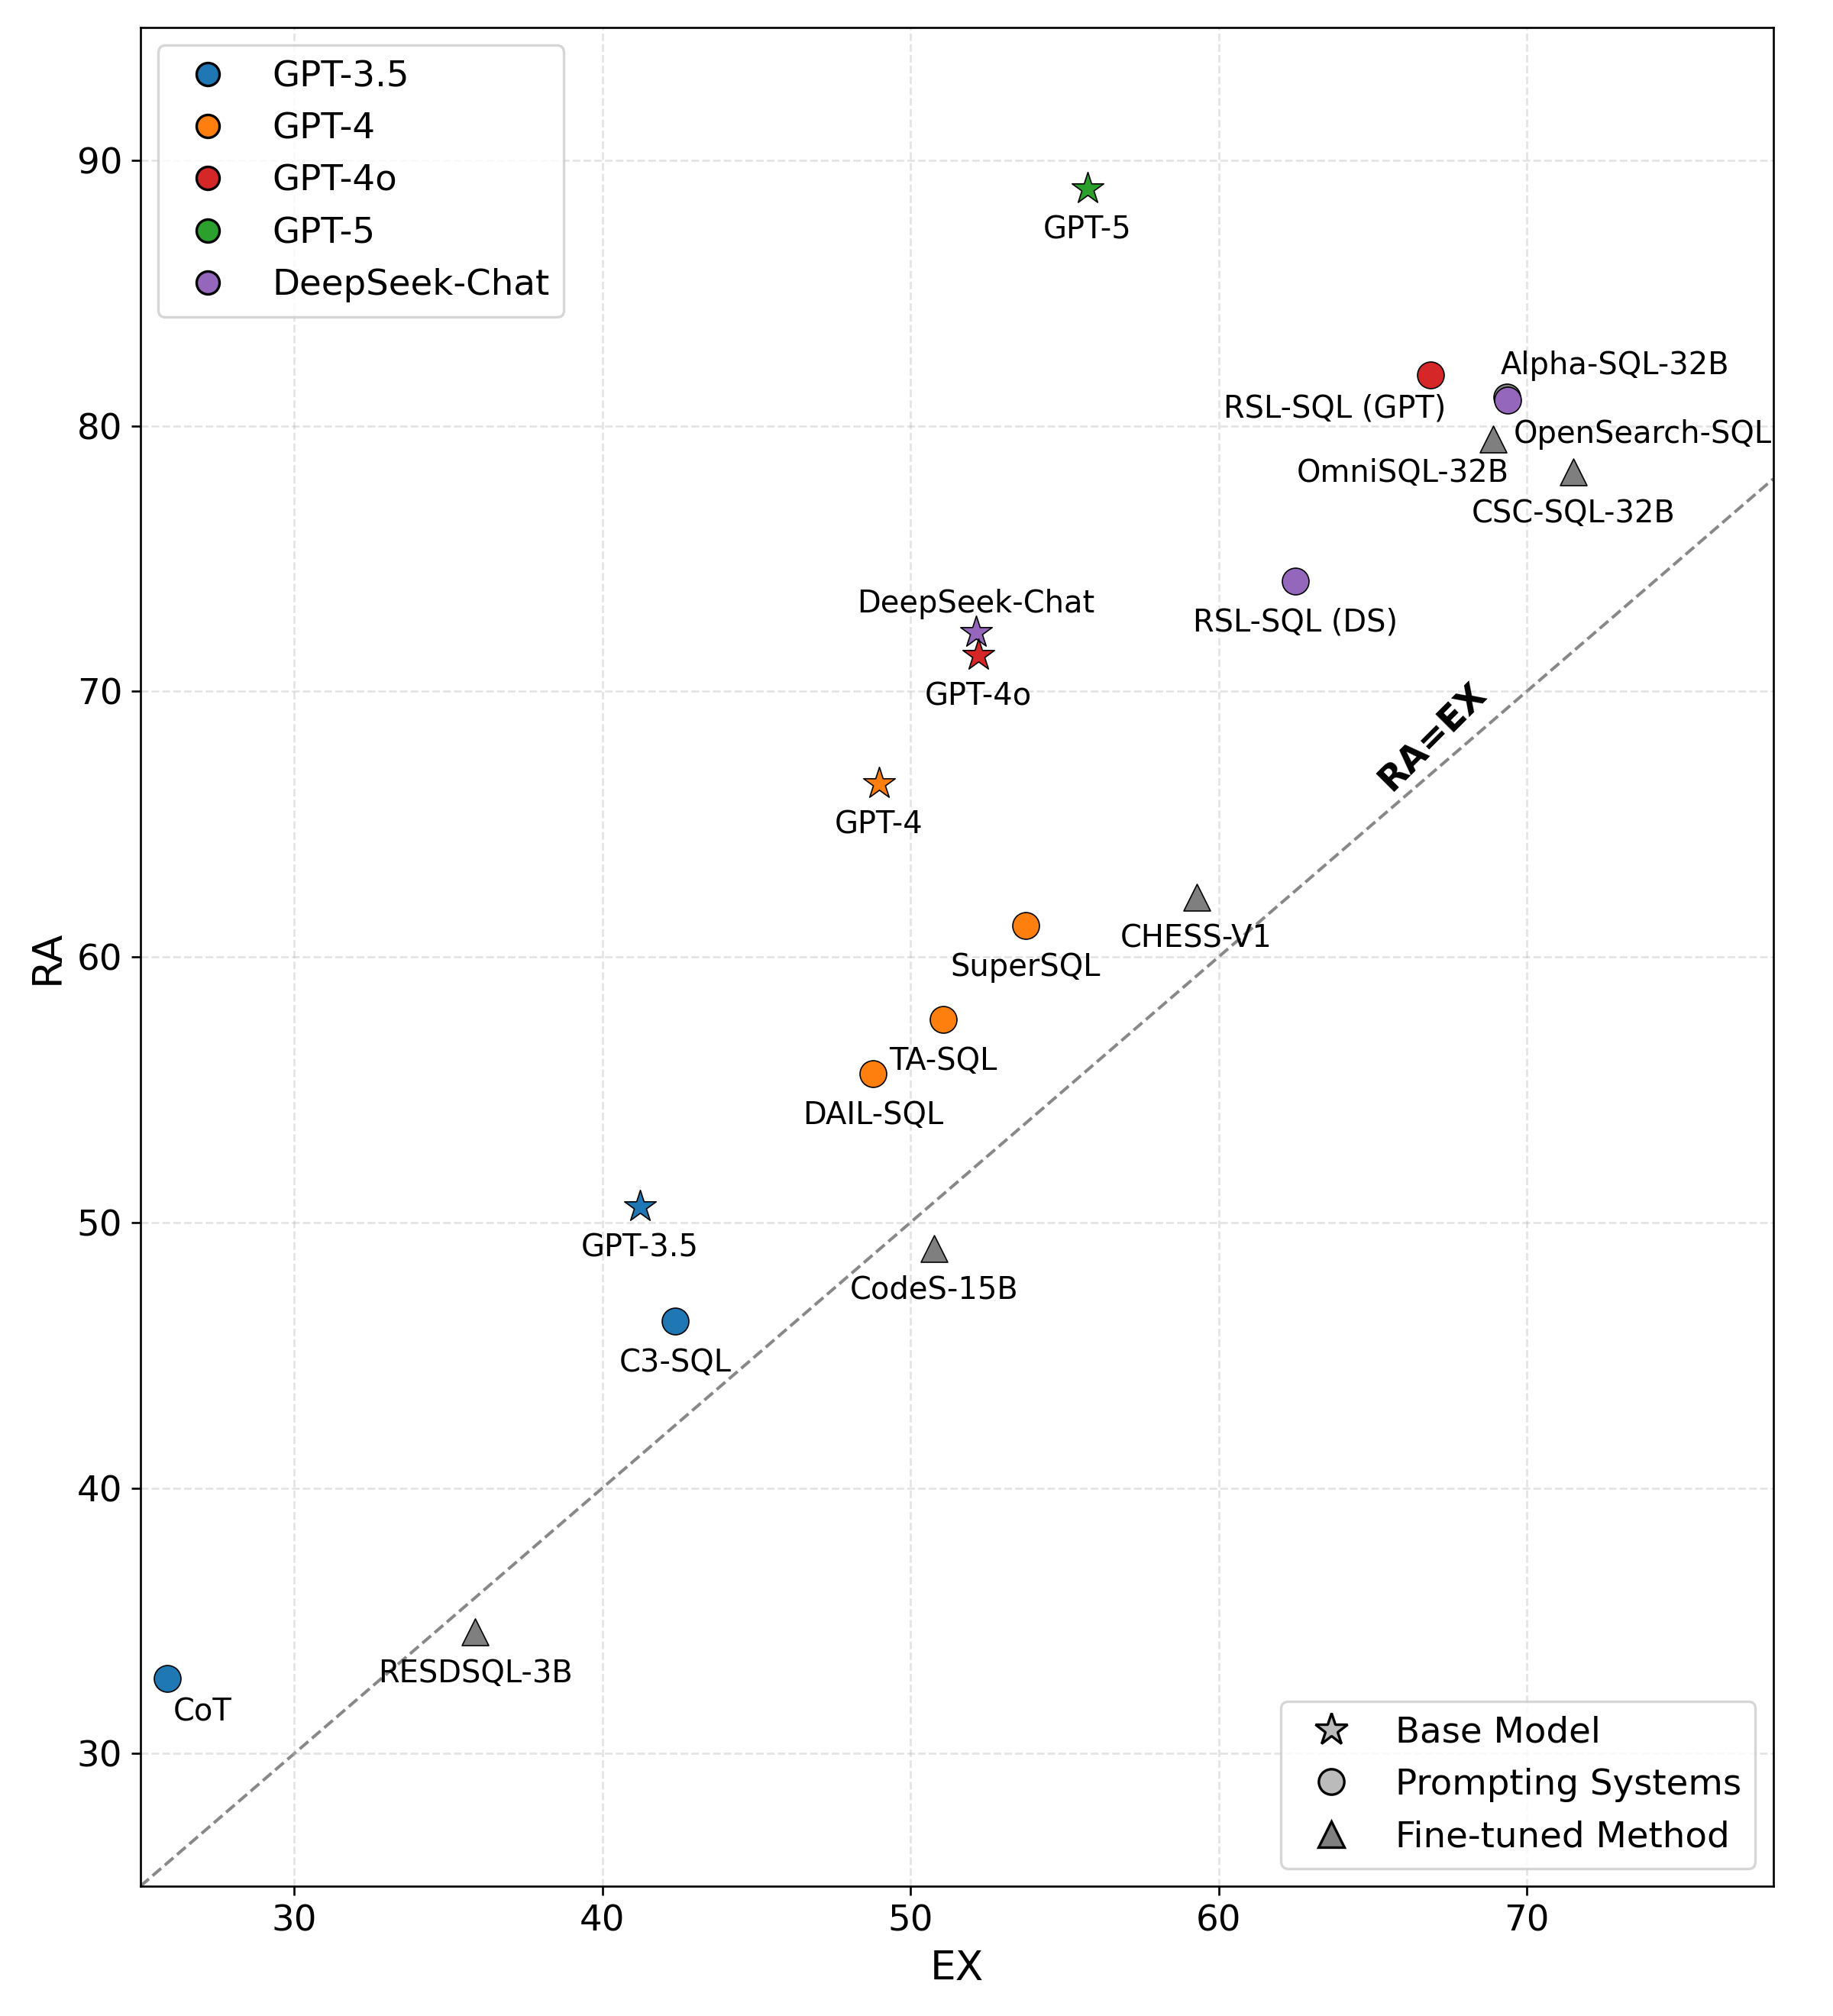 GPT-3.5
GPT-4
GPT-4o
GPT-5
DeepSeek-Chat
90
GPT-5
Alpha-SQL-32B
RSL-SQL (GPT)
80
OpenSearch-SQL
OmniSQL-32B
CSC-SQL-32B
DeepSeek-Chat
RSL-SQL (DS)
70
GPT-4o
RA=EX
GPT-4
CHESS-V1
RA
60
SuperSQL
TA-SQL
DAIL-SQL
50
GPT-3.5
CodeS-15B
C3-SQL
40
RESDSQL-3B
CoT
30
Base Model
Prompting Systems
Fine-tuned Method
30 40 50 60 70
EX